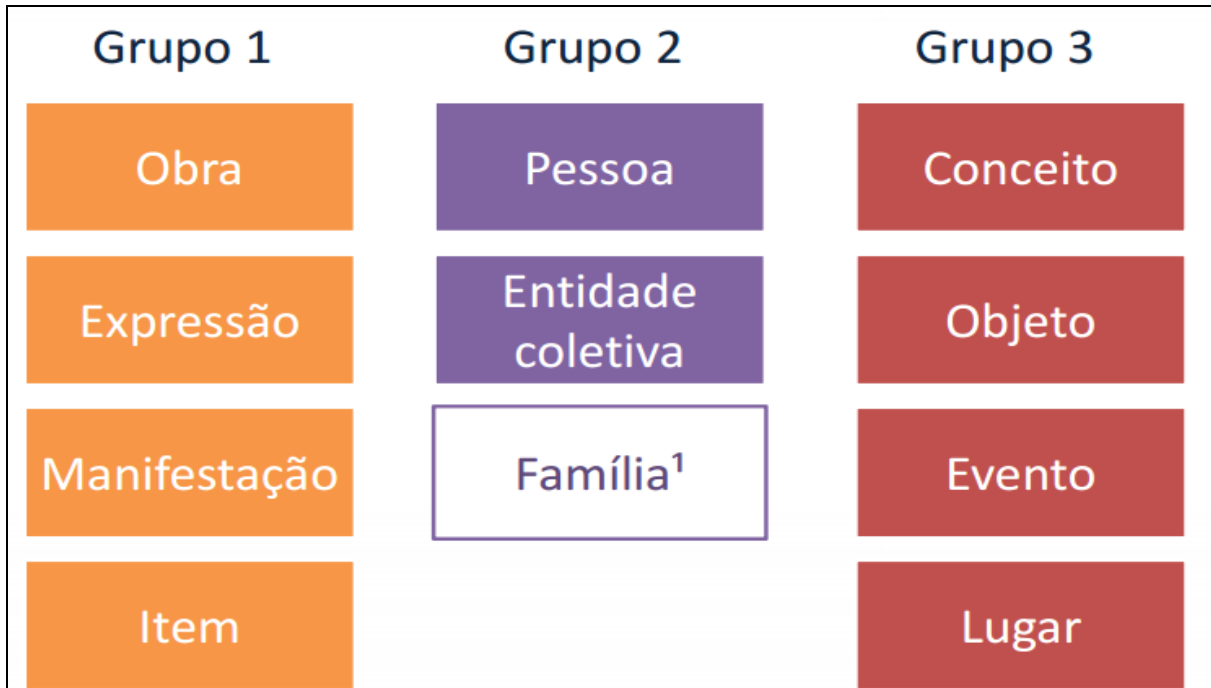 Grupo 1
Obra
Expressão
Manifestação
Item
Grupo 2
Pessoa
Entidade
coletiva
Família¹
Grupo 3
Conceito
Objeto
Evento
Lugar